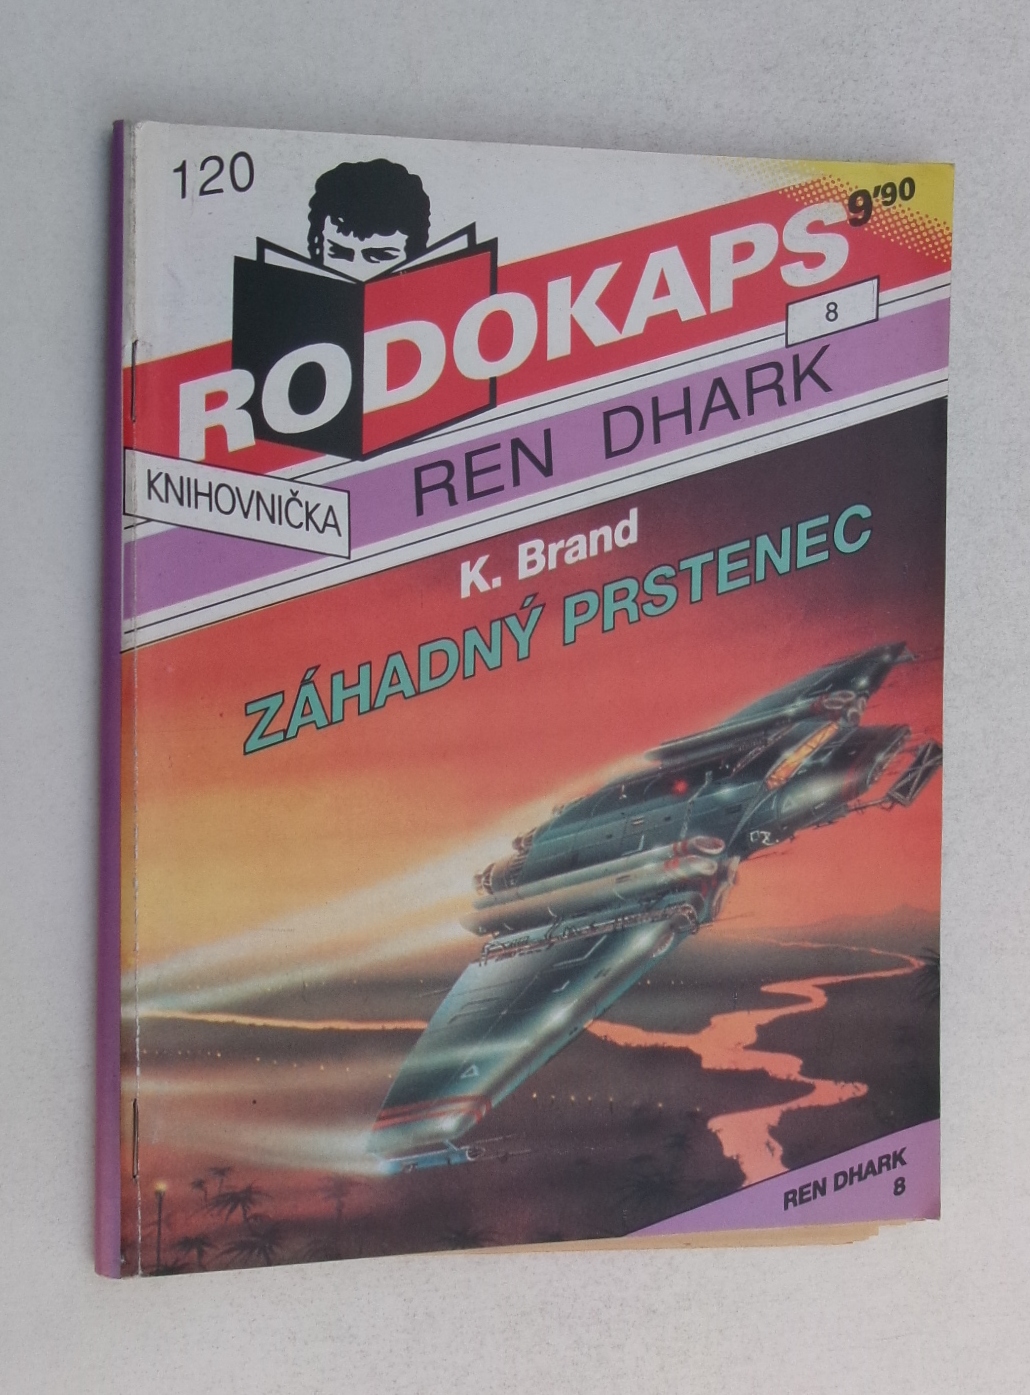 120
9'90
RODOKAPS
8
REN DHARK
KNIHOVNIČKA
K. Brand
ZÁHADNÝ PRSTENEC
REN DHARK
8